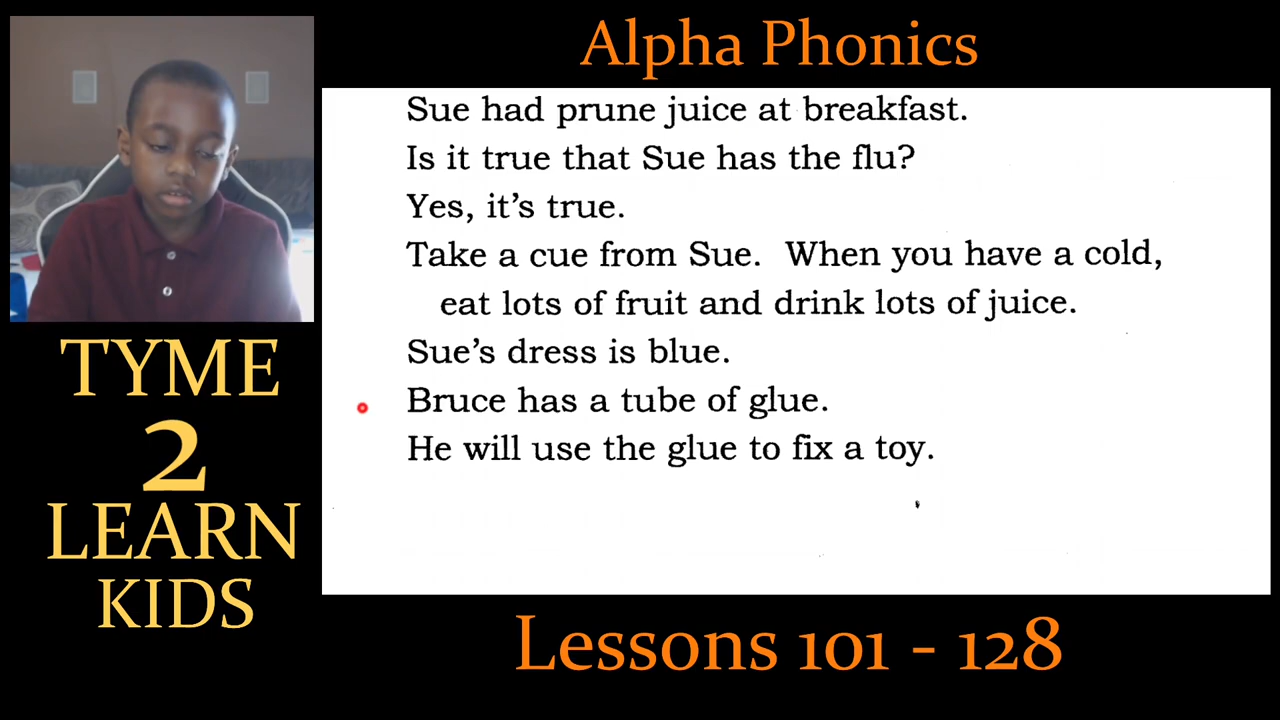 Alpha Phonics
Sue had prune juice at breakfast.
Is it true that Sue has the flu?
Yes, it's true.
Take a cue from Sue.  When you have a cold,
eat lots of fruit and drink lots of juice.
Sue's dress is blue.
Bruce has a tube of glue.
He will use the glue to fix a toy.
TYME
2
LEARN
KIDS
Lessons 101 - 128